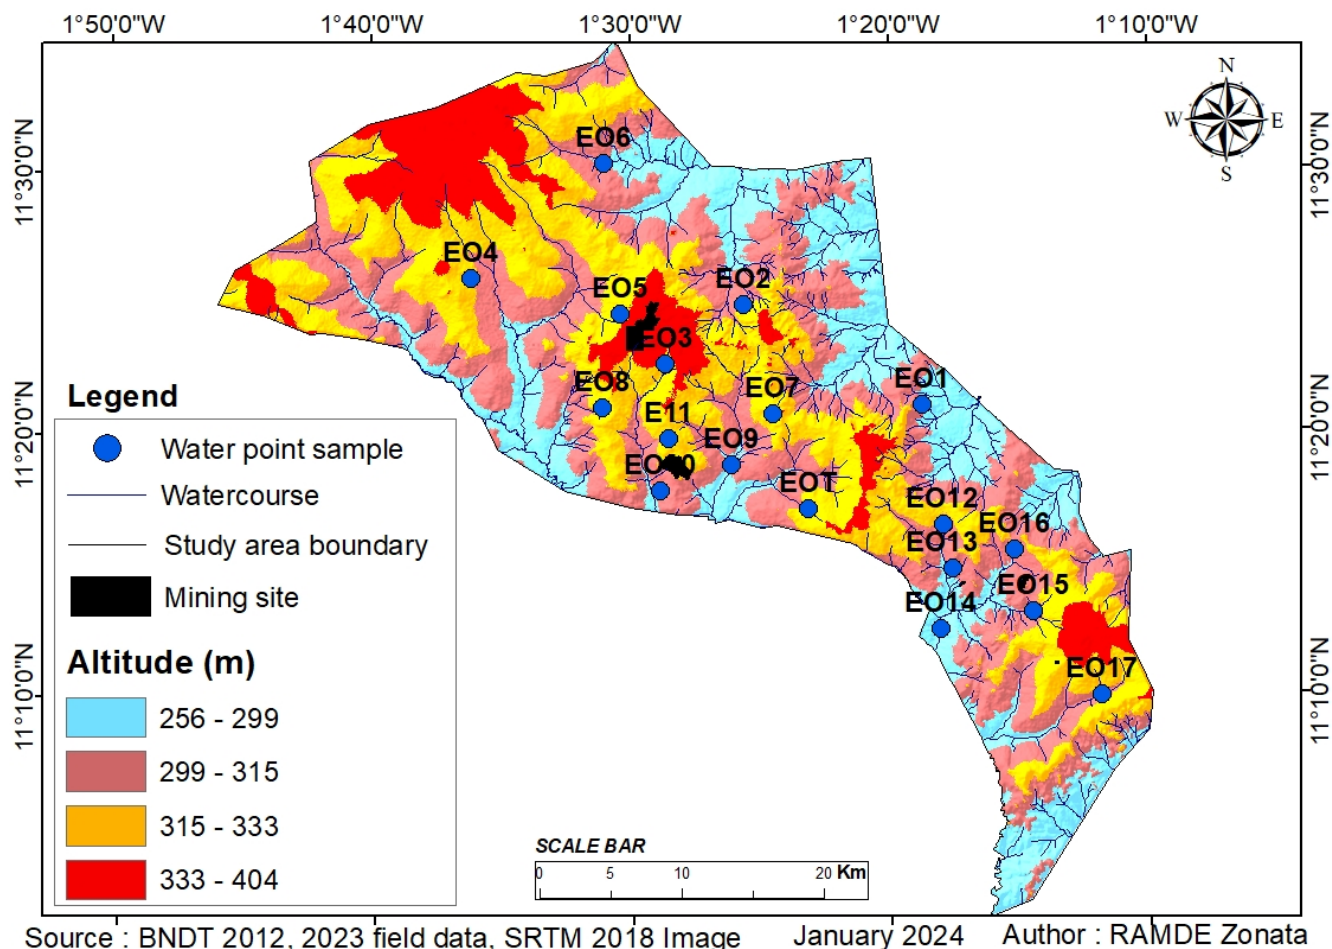 1°50'0"W 1°40'0"W 1°30'0"W 1°20'0"W 1°10'0"W
N
W E
S
11°30'0"N 11°30'0"N
11°20'0"N 11°20'0"N
11°10'0"N 11°10'0"N
EO6
EO4
EO2
EO5
EO3
EO8
EO7
EO1
E11
EO9
EOT
EO12
EO16
EO13
EO15
EO14
EO17
Legend
Water point sample
Watercourse
Study area boundary
Mining site
Altitude (m)
256 - 299
299 - 315
315 - 333
333 - 404
SCALE BAR
0 5 10 20 Km
Source : BNDT 2012, 2023 field data, SRTM 2018 Image January 2024 Author : RAMDE Zonata